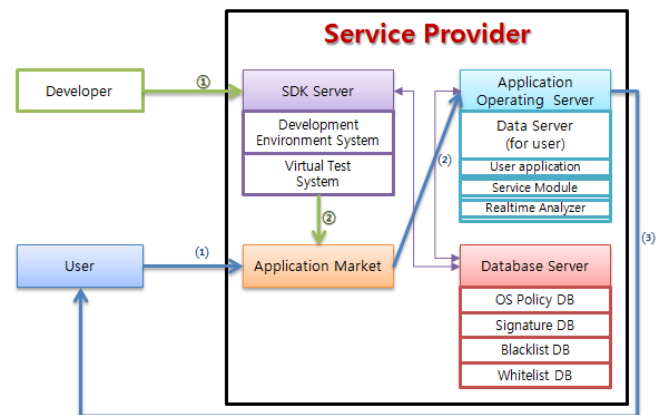 Service Provider
Developer
①
SDK Server
Application
Operating Server
Development
Environment System
Virtual Test
System
Data Server
(for user)
User application
Service Module
Realtime Analyzer
(2)
②
(3)
User
(1)
Application Market
Database Server
OS Policy DB
Signature DB
Blacklist DB
Whitelist DB